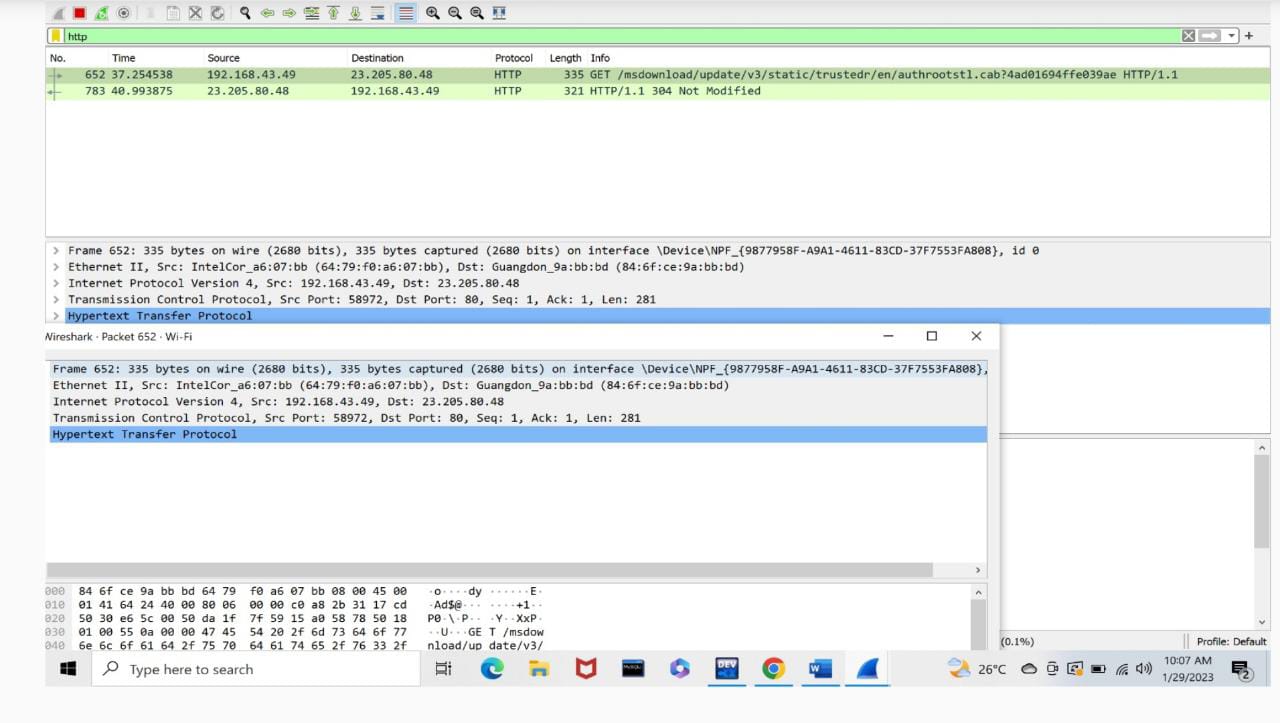 http
+
No. Time Source Destination Protocol Length Info
652 37.254538 192.168.43.49 23.205.80.48 HTTP 335 GET /msdownload/update/v3/static/trustedr/en/authrootstl.cab?4ad01694ffe039ae HTTP/1.1
783 40.993875 23.205.80.48 192.168.43.49 HTTP 321 HTTP/1.1 304 Not Modified
> Frame 652: 335 bytes on wire (2680 bits), 335 bytes captured (2680 bits) on interface \Device\NPF_{9877958F-A9A1-4611-83CD-37F7553FA808}, id 0
> Ethernet II, Src: IntelCor_a6:07:bb (64:79:f0:a6:07:bb), Dst: Guangdon_9a:bb:bd (84:6f:ce:9a:bb:bd)
> Internet Protocol Version 4, Src: 192.168.43.49, Dst: 23.205.80.48
> Transmission Control Protocol, Src Port: 58972, Dst Port: 80, Seq: 1, Ack: 1, Len: 281
> Hypertext Transfer Protocol
Wireshark · Packet 652 · Wi-Fi
Frame 652: 335 bytes on wire (2680 bits), 335 bytes captured (2680 bits) on interface \Device\NPF_{9877958F-A9A1-4611-83CD-37F7553FA808},
Ethernet II, Src: IntelCor_a6:07:bb (64:79:f0:a6:07:bb), Dst: Guangdon_9a:bb:bd (84:6f:ce:9a:bb:bd)
Internet Protocol Version 4, Src: 192.168.43.49, Dst: 23.205.80.48
Transmission Control Protocol, Src Port: 58972, Dst Port: 80, Seq: 1, Ack: 1, Len: 281
Hypertext Transfer Protocol
000 84 6f ce 9a bb bd 64 79 f0 a6 07 bb 08 00 45 00 ·o····dy ······E·
010 01 41 64 24 40 00 80 06 00 00 c0 a8 2b 31 17 cd ·Ad$@··· ····+1··
020 50 30 e6 5c 00 50 da 1f 7f 59 15 a0 58 78 50 18 P0·\·P·· ·Y··XxP·
030 01 00 55 0a 00 00 47 45 54 20 2f 6d 73 64 6f 77 ··U···GE T /msdow
040 6e 6c 6f 61 64 2f 75 70 64 61 74 65 2f 76 33 2f nload/up date/v3/
(0.1%) Profile: Default
Type here to search
DEV
26°C
10:07 AM
1/29/2023
2